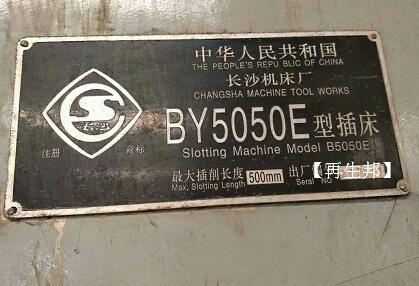 中华人民共和国
THE PEOPLE'S REPU BLIC OF CHINA
长沙机床厂
CHANGSHA MACHINE TOOL WORKS
长沙
注册 商标
BY5050E型插床
Slotting Machine Model B5050E
最大插削长度 500mm 出厂
Max. Slotting Length Serial NO
【再生邦】